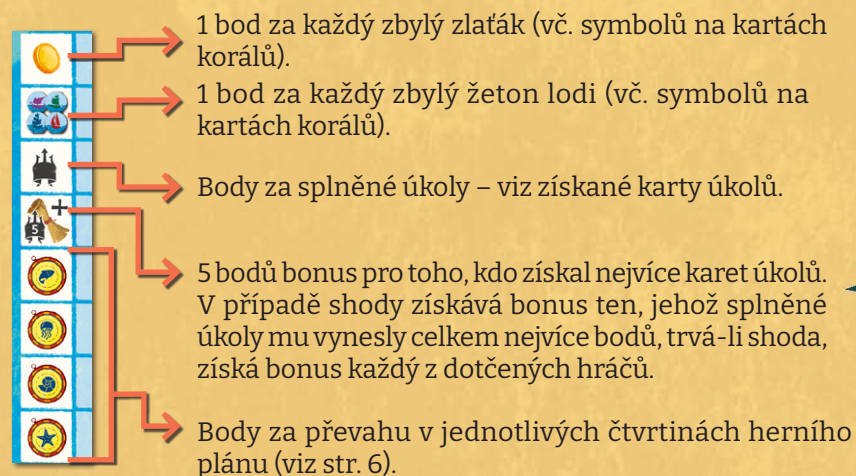 1 bod za každý zbylý zlaťák (vč. symbolů na kartách
korálů).
1 bod za každý zbylý žeton lodi (vč. symbolů na
kartách korálů).
Body za splněné úkoly – viz získané karty úkolů.
+
5
5 bodů bonus pro toho, kdo získal nejvíce karet úkolů.
V případě shody získává bonus ten, jehož splněné
úkoly mu vynesly celkem nejvíce bodů, trvá-li shoda,
získá bonus každý z dotčených hráčů.
Body za převahu v jednotlivých čtvrtinách herního
plánu (viz str. 6).